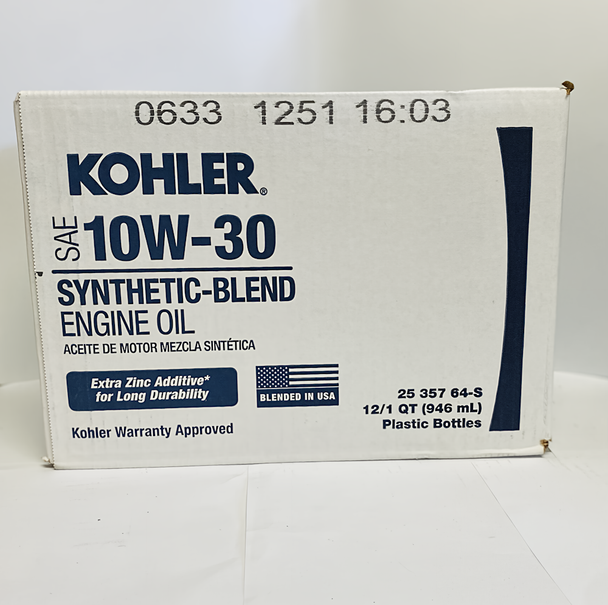 0633 1251 16:03
KOHLER®
SAE 10W-30
SYNTHETIC-BLEND
ENGINE OIL
ACEITE DE MOTOR MEZCLA SINTÉTICA
Extra Zinc Additive*
for Long Durability
BLENDED IN USA
Kohler Warranty Approved
25 357 64-S
12/1 QT (946 mL)
Plastic Bottles